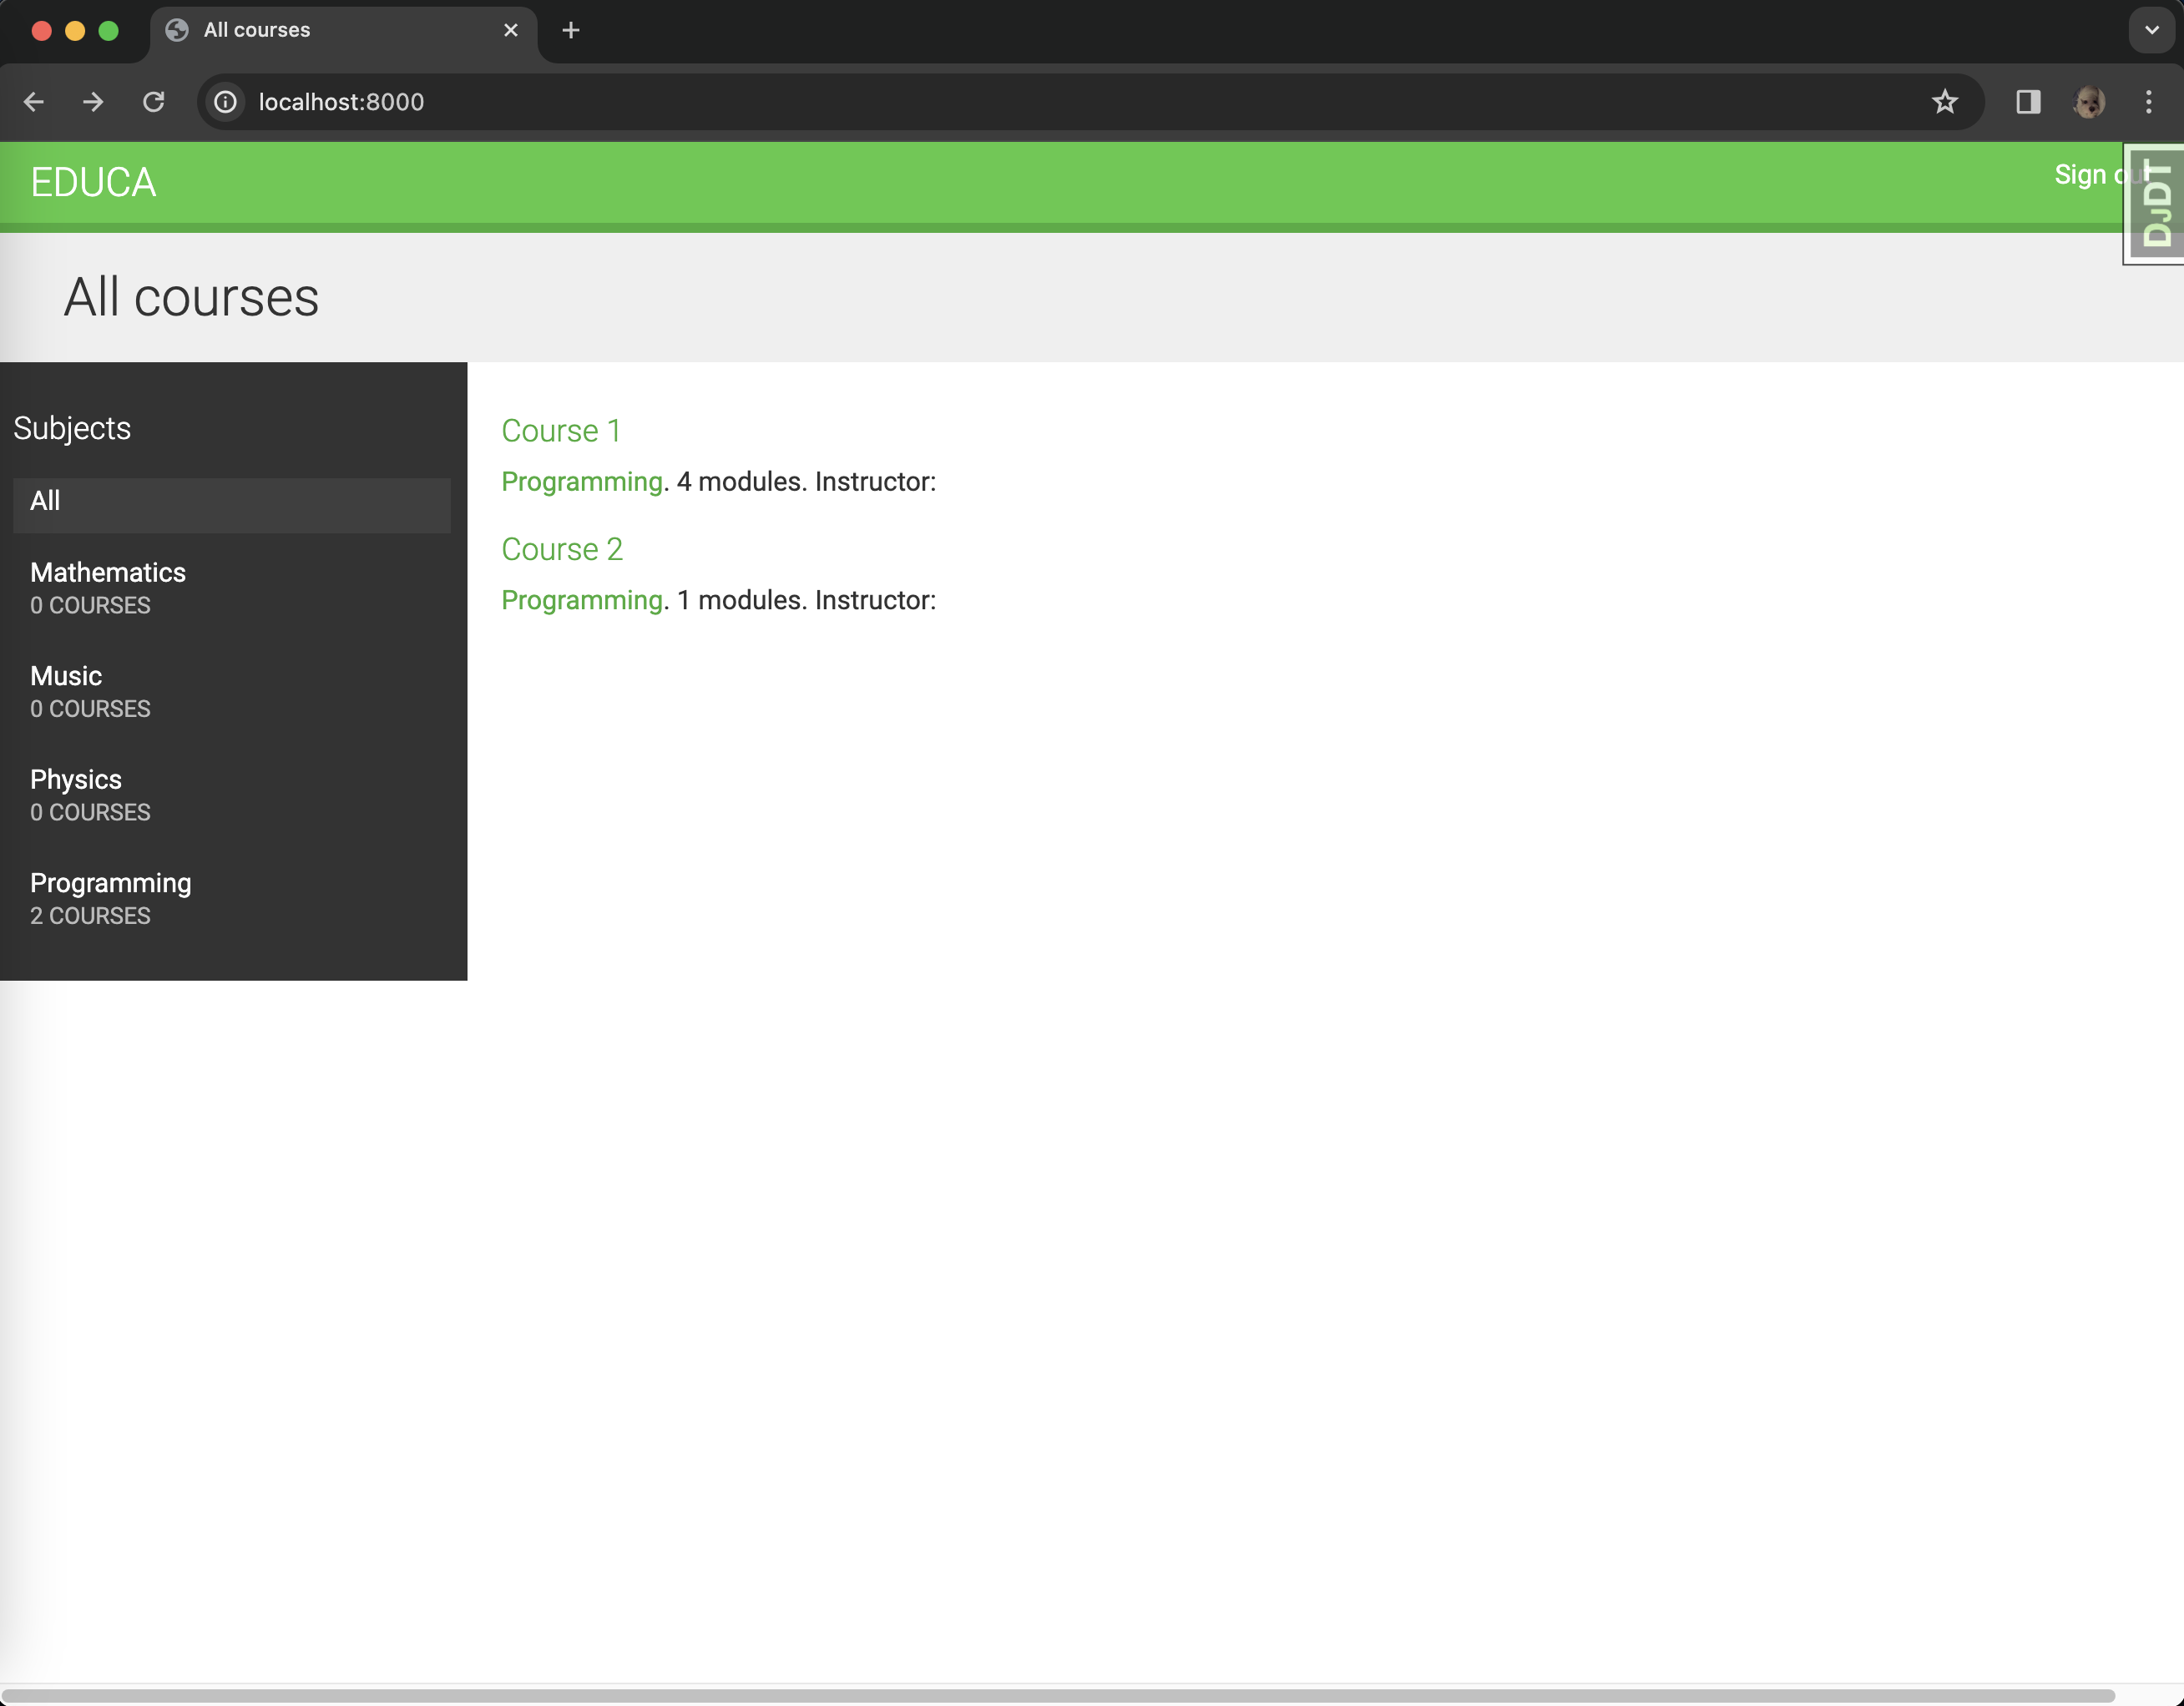 All courses
localhost:8000
EDUCA
Sign out
DJDT
All courses
Subjects
All
Mathematics
0 COURSES
Music
0 COURSES
Physics
0 COURSES
Programming
2 COURSES
Course 1
Programming. 4 modules. Instructor:
Course 2
Programming. 1 modules. Instructor: